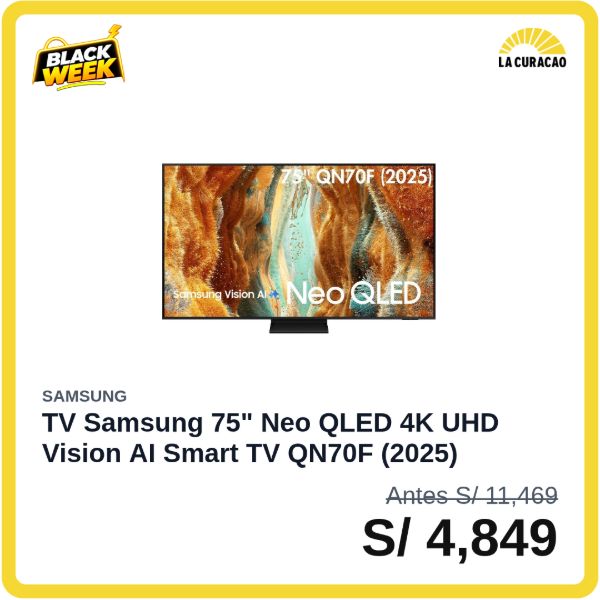 BLACK
WEEK
LA CURACAO
75" QN70F (2025)
Samsung Vision AI
Neo QLED
SAMSUNG
TV Samsung 75" Neo QLED 4K UHD
Vision AI Smart TV QN70F (2025)
Antes S/ 11,469
S/ 4,849